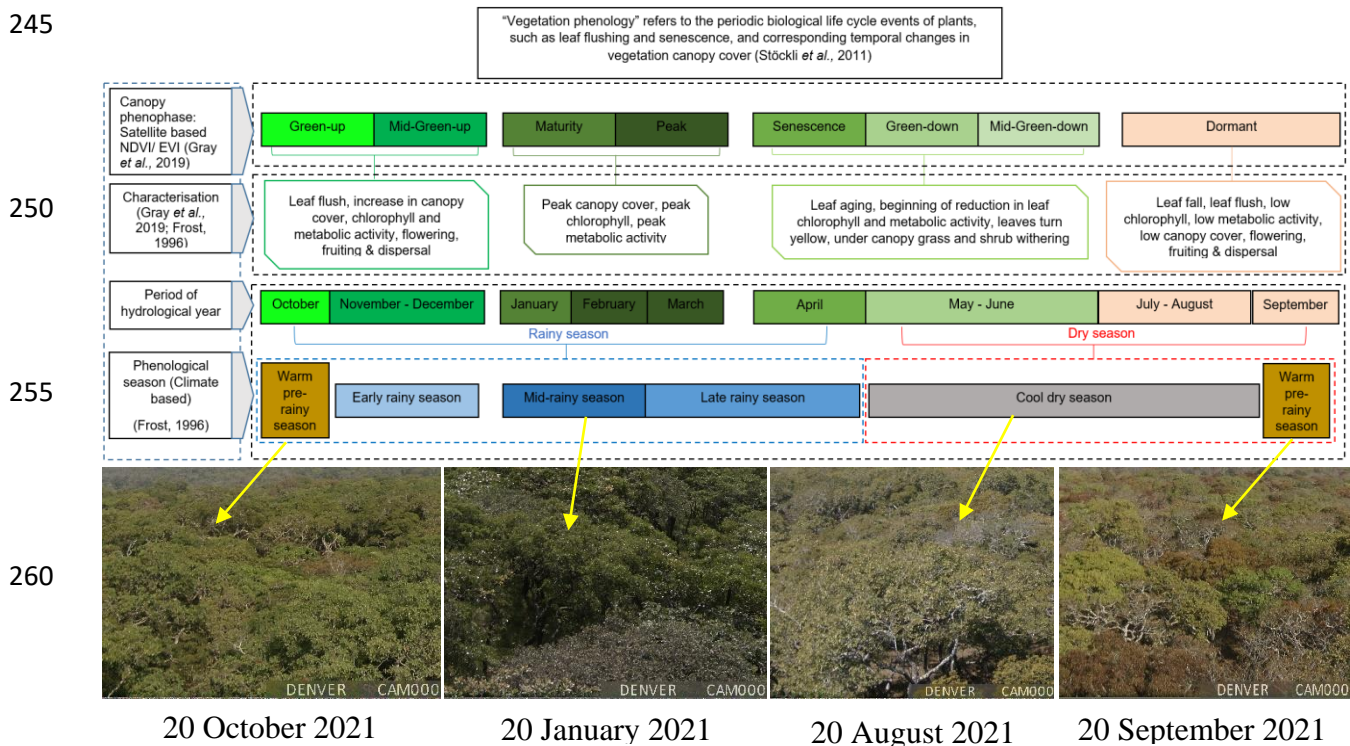 245
“Vegetation phenology” refers to the periodic biological life cycle events of plants,
such as leaf flushing and senescence, and corresponding temporal changes in
vegetation canopy cover (Stöckli et al., 2011)
Canopy
phenophase:
Satellite based
NDVI/ EVI (Gray
et al., 2019)
Green-up
Mid-Green-up
Maturity
Peak
Senescence
Green-down
Mid-Green-down
Dormant
250
Characterisation
(Gray et al.,
2019; Frost,
1996)
Leaf flush, increase in canopy
cover, chlorophyll and
metabolic activity, flowering,
fruiting & dispersal
Peak canopy cover, peak
chlorophyll, peak
metabolic activity
Leaf aging, beginning of reduction in leaf
chlorophyll and metabolic activity, leaves turn
yellow, under canopy grass and shrub withering
Leaf fall, leaf flush, low
chlorophyll, low metabolic activity,
low canopy cover, flowering,
fruiting & dispersal
Period of
hydrological year
October
November - December
January
February
March
April
May - June
July - August
September
Rainy season
Dry season
255
Phenological
season (Climate
based)
(Frost, 1996)
Warm
pre-
rainy
season
Early rainy season
Mid-rainy season
Late rainy season
Cool dry season
Warm
pre-
rainy
season
260
DENVER CAM000
DENVER CAM000
DENVER CAM000
DENVER CAM000
20 October 2021
20 January 2021
20 August 2021
20 September 2021